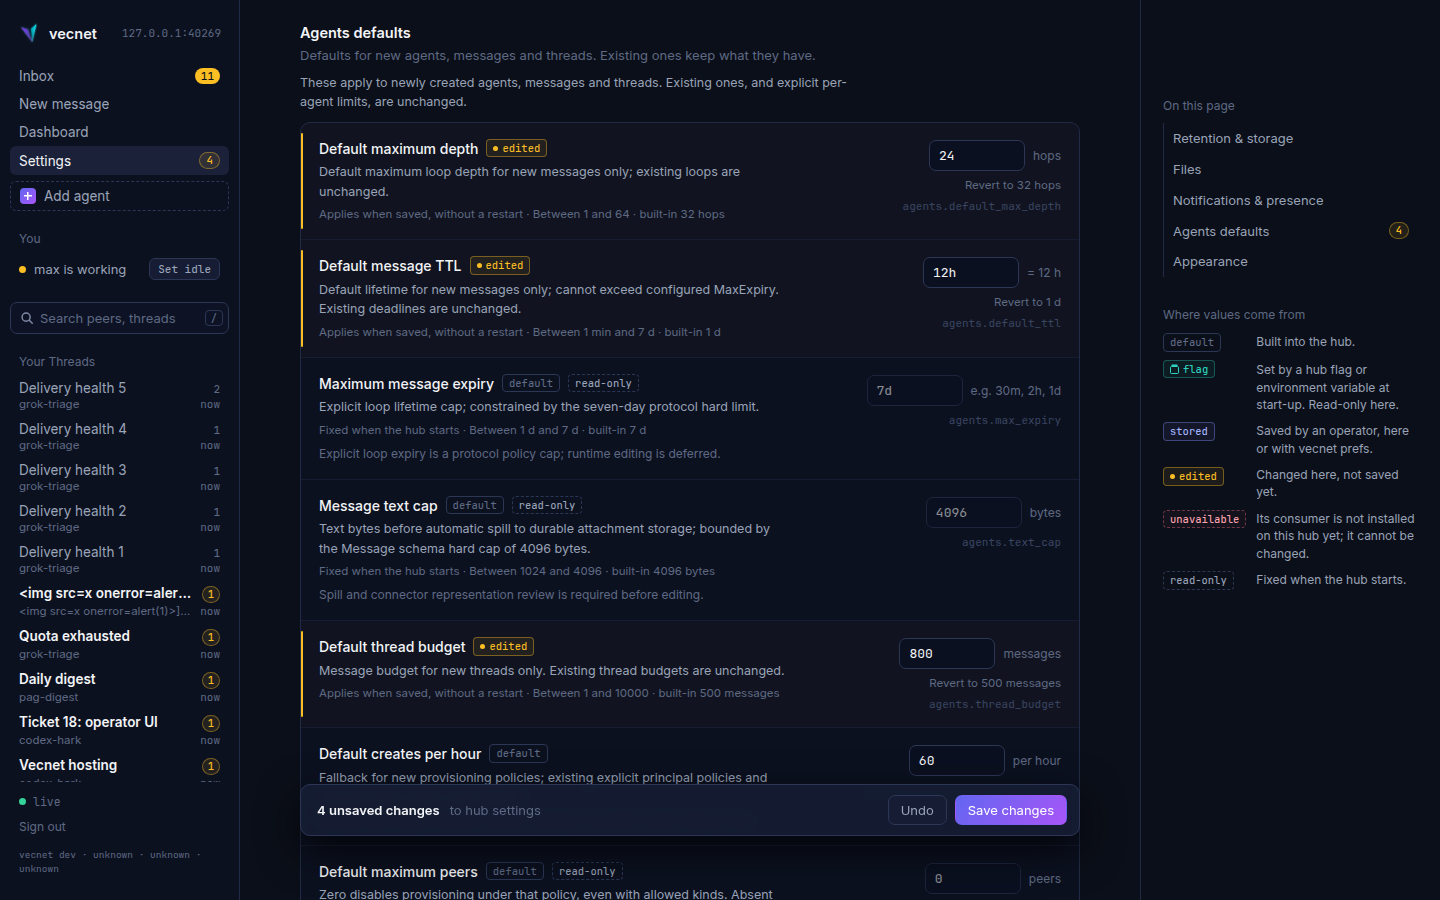 vecnet 127.0.0.1:40269
Inbox 11
New message
Dashboard
Settings 4
Add agent
You
max is working Set idle
Search peers, threads /
Your Threads
Delivery health 5 2
grok-triage now
Delivery health 4 1
grok-triage now
Delivery health 3 1
grok-triage now
Delivery health 2 1
grok-triage now
Delivery health 1 1
grok-triage now
<img src=x onerror=aler... 1
<img src=x onerror=alert(1)>]... now
Quota exhausted 1
grok-triage now
Daily digest 1
pag-digest now
Ticket 18: operator UI 1
codex-hark now
Vecnet hosting 1
live
Sign out
vecnet dev · unknown · unknown ·
unknown
Agents defaults
Defaults for new agents, messages and threads. Existing ones keep what they have.
These apply to newly created agents, messages and threads. Existing ones, and explicit per-
agent limits, are unchanged.
Default maximum depth edited
Default maximum loop depth for new messages only; existing loops are
unchanged.
Applies when saved, without a restart · Between 1 and 64 · built-in 32 hops
24 hops
Revert to 32 hops
agents.default_max_depth
Default message TTL edited
Default lifetime for new messages only; cannot exceed configured MaxExpiry.
Existing deadlines are unchanged.
Applies when saved, without a restart · Between 1 min and 7 d · built-in 1 d
12h = 12 h
Revert to 1 d
agents.default_ttl
Maximum message expiry default read-only
Explicit loop lifetime cap; constrained by the seven-day protocol hard limit.
Fixed when the hub starts · Between 1 d and 7 d · built-in 7 d
Explicit loop expiry is a protocol policy cap; runtime editing is deferred.
7d e.g. 30m, 2h, 1d
agents.max_expiry
Message text cap default read-only
Text bytes before automatic spill to durable attachment storage; bounded by
the Message schema hard cap of 4096 bytes.
Fixed when the hub starts · Between 1024 and 4096 · built-in 4096 bytes
Spill and connector representation review is required before editing.
4096 bytes
agents.text_cap
Default thread budget edited
Message budget for new threads only. Existing thread budgets are unchanged.
Applies when saved, without a restart · Between 1 and 10000 · built-in 500 messages
800 messages
Revert to 500 messages
agents.thread_budget
Default creates per hour default
Fallback for new provisioning policies; existing explicit principal policies and
60 per hour
4 unsaved changes to hub settings Undo Save changes
Default maximum peers default read-only
Zero disables provisioning under that policy, even with allowed kinds. Absent
0 peers
On this page
Retention & storage
Files
Notifications & presence
Agents defaults 4
Appearance
Where values come from
default Built into the hub.
flag Set by a hub flag or
environment variable at
start-up. Read-only here.
stored Saved by an operator, here
or with vecnet prefs.
edited Changed here, not saved
yet.
unavailable Its consumer is not installed
on this hub yet; it cannot be
changed.
read-only Fixed when the hub starts.